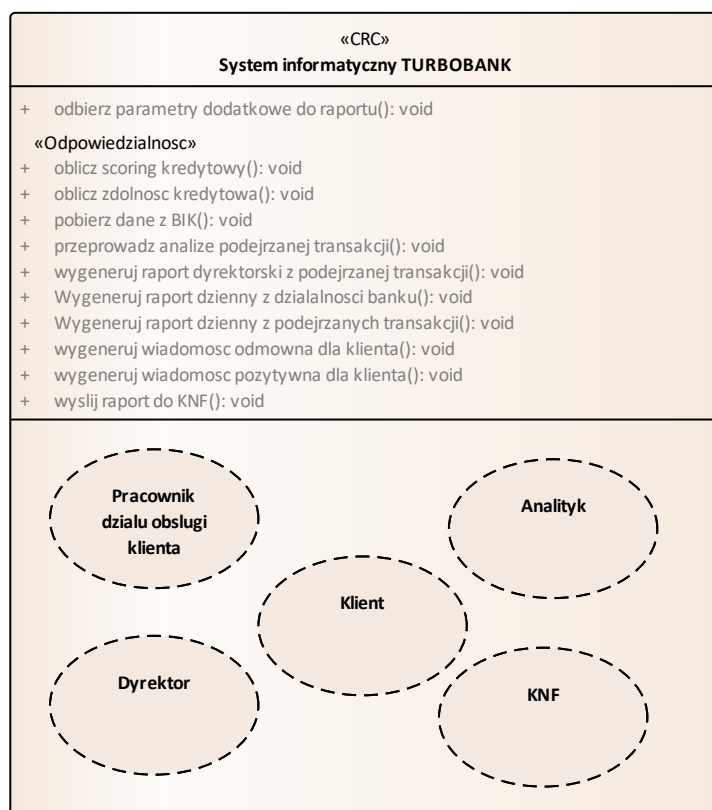 «CRC»
System informatyczny TURBOBANK
+ odbierz parametry dodatkowe do raportu(): void
«Odpowiedzialnosc»
+ oblicz scoring kredytowy(): void
+ oblicz zdolnosc kredytowa(): void
+ pobierz dane z BIK(): void
+ przeprowadz analize podejrzanej transakcji(): void
+ wygeneruj raport dyrektorski z podejrzanej transakcji(): void
+ Wygeneruj raport dzienny z dzialalnosci banku(): void
+ Wygeneruj raport dzienny z podejrzanych transakcji(): void
+ wygeneruj wiadomosc odmowna dla klienta(): void
+ wygeneruj wiadomosc pozytywna dla klienta(): void
+ wyslij raport do KNF(): void
Pracownik
dzialu obslugi
klienta
Analityk
Klient
Dyrektor
KNF